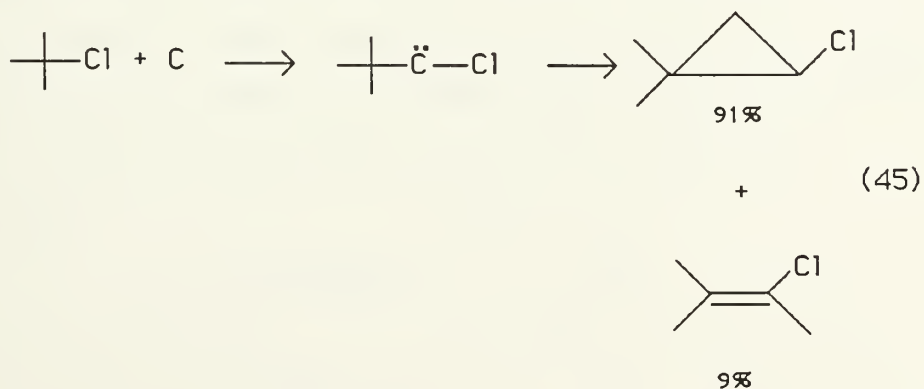 Cl + C ⟶ C̈—Cl ⟶ Cl
91%
+ (45)
Cl
9%